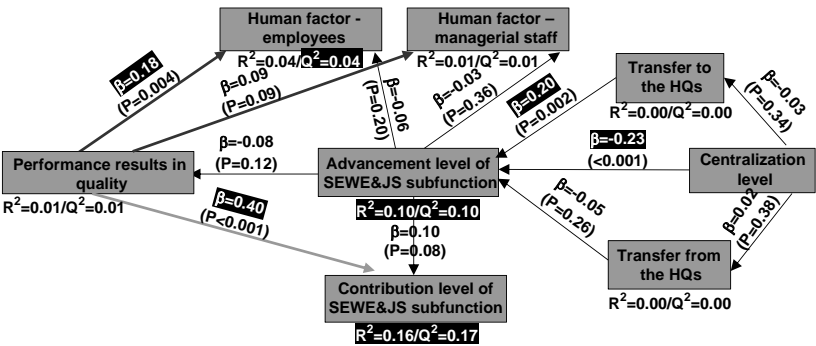 Human factor -
employees
R²=0.04/Q²=0.04
Human factor –
managerial staff
R²=0.01/Q²=0.01
β=0.18
(P=0.004)
β=0.09
(P=0.09)
β=-0.06
(P=0.20)
β=-0.03
(P=0.36)
β=0.20
(P=0.002)
Transfer to
the HQs
R²=0.00/Q²=0.00
β=-0.03
(P=0.34)
Performance results in
quality
R²=0.01/Q²=0.01
β=-0.08
(P=0.12)
Advancement level of
SEWE&JS subfunction
R²=0.10/Q²=0.10
β=-0.23
(<0.001)
Centralization
level
β=0.40
(P<0.001)
β=0.10
(P=0.08)
β=-0.05
(P=0.26)
β=0.02
(P=0.38)
Transfer from
the HQs
R²=0.00/Q²=0.00
Contribution level of
SEWE&JS subfunction
R²=0.16/Q²=0.17